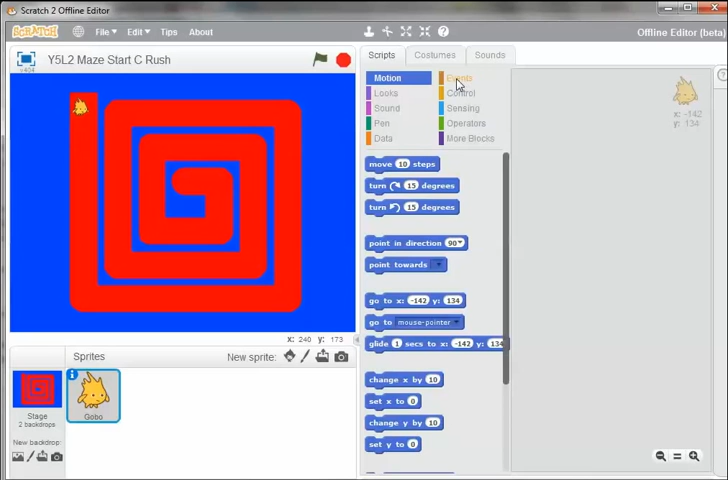 Scratch 2 Offline Editor
SCRATCH File Edit Tips About Offline Editor (beta)
v404 Y5L2 Maze Start C Rush
Scripts Costumes Sounds
Motion Events
Looks Control
Sound Sensing
Pen Operators
Data More Blocks
x: -142
y: 134
move 10 steps
turn 15 degrees
turn 15 degrees
point in direction 90
point towards
go to x: -142 y: 134
go to mouse-pointer
glide 1 secs to x: -142 y: 134
change x by 10
set x to 0
change y by 10
set y to 0
x: 240 y: 173
Sprites New sprite:
Stage
2 backdrops
New backdrop:
Gobo